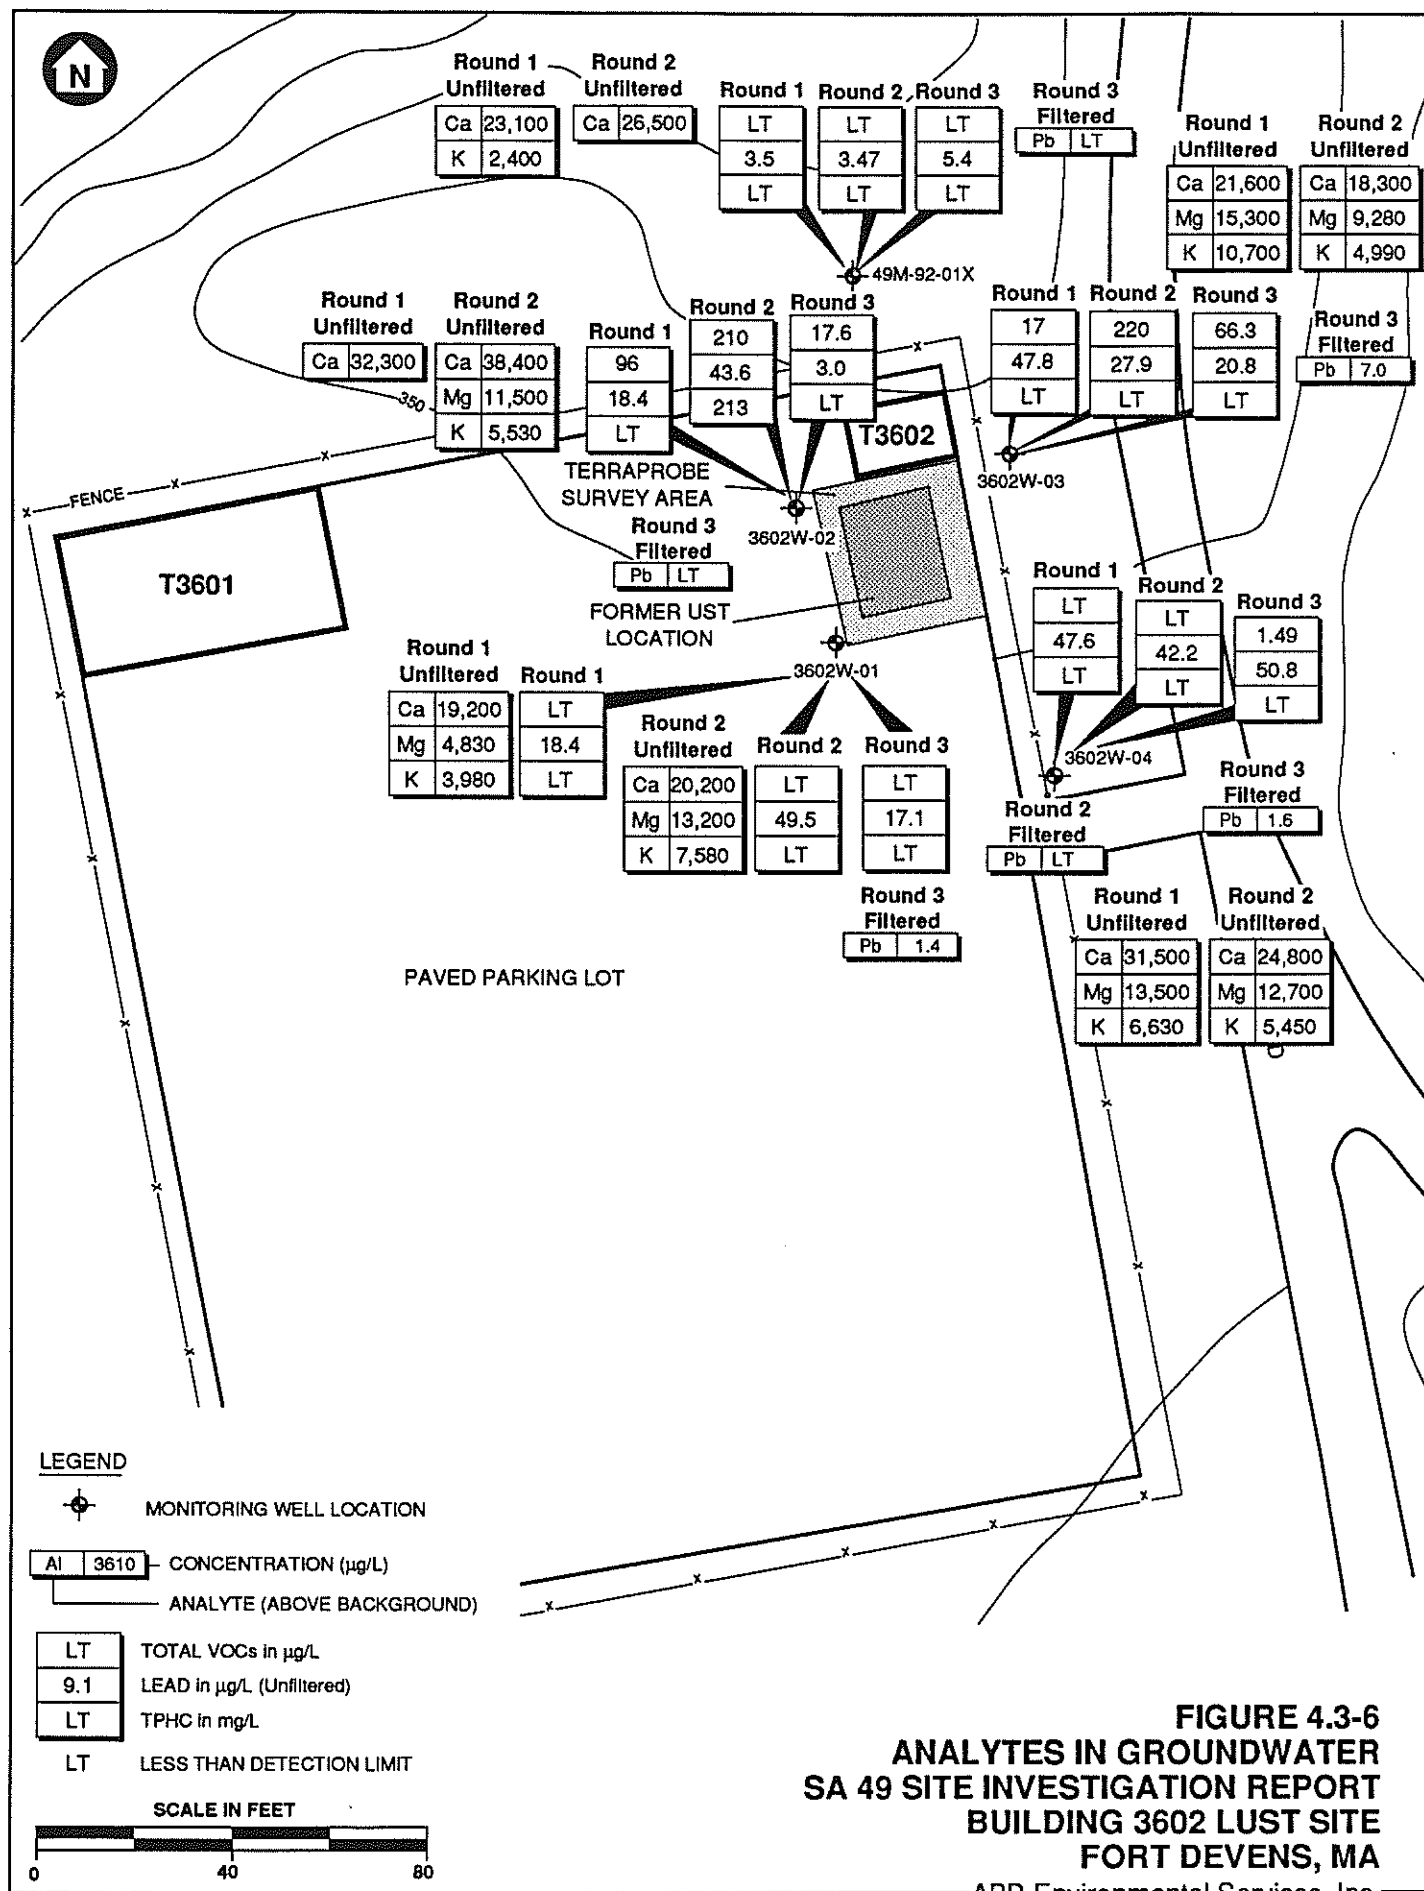 N
Round 1
Unfiltered
Ca 23,100
K 2,400
Round 2
Unfiltered
Ca 26,500
Round 1
LT
3.5
LT
Round 2
LT
3.47
LT
Round 3
LT
5.4
LT
Round 3
Filtered
Pb LT
49M-92-01X
Round 1
Unfiltered
Ca 21,600
Mg 15,300
K 10,700
Round 2
Unfiltered
Ca 18,300
Mg 9,280
K 4,990
Round 1
Unfiltered
Ca 32,300
Round 2
Unfiltered
Ca 38,400
Mg 11,500
K 5,530
Round 1
96
18.4
LT
Round 2
210
43.6
213
Round 3
17.6
3.0
LT
Round 1
17
47.8
LT
Round 2
220
27.9
LT
Round 3
66.3
20.8
LT
Round 3
Filtered
Pb 7.0
350
FENCE
T3602
TERRAPROBE
SURVEY AREA
3602W-03
3602W-02
Round 3
Filtered
Pb LT
T3601
FORMER UST
LOCATION
3602W-01
Round 1
LT
47.6
LT
Round 2
LT
42.2
LT
Round 3
1.49
50.8
LT
3602W-04
Round 1
Unfiltered
Ca 19,200
Mg 4,830
K 3,980
Round 1
LT
18.4
LT
Round 2
Unfiltered
Ca 20,200
Mg 13,200
K 7,580
Round 2
LT
49.5
LT
Round 3
LT
17.1
LT
Round 3
Filtered
Pb 1.4
Round 2
Filtered
Pb LT
Round 3
Filtered
Pb 1.6
Round 1
Unfiltered
Ca 31,500
Mg 13,500
K 6,630
Round 2
Unfiltered
Ca 24,800
Mg 12,700
K 5,450
PAVED PARKING LOT
LEGEND
MONITORING WELL LOCATION
Al 3610 CONCENTRATION (µg/L)
ANALYTE (ABOVE BACKGROUND)
LT TOTAL VOCs in µg/L
9.1 LEAD in µg/L (Unfiltered)
LT TPHC in mg/L
LT LESS THAN DETECTION LIMIT
SCALE IN FEET
0 40 80
FIGURE 4.3-6
ANALYTES IN GROUNDWATER
SA 49 SITE INVESTIGATION REPORT
BUILDING 3602 LUST SITE
FORT DEVENS, MA
Environmental Services, Inc